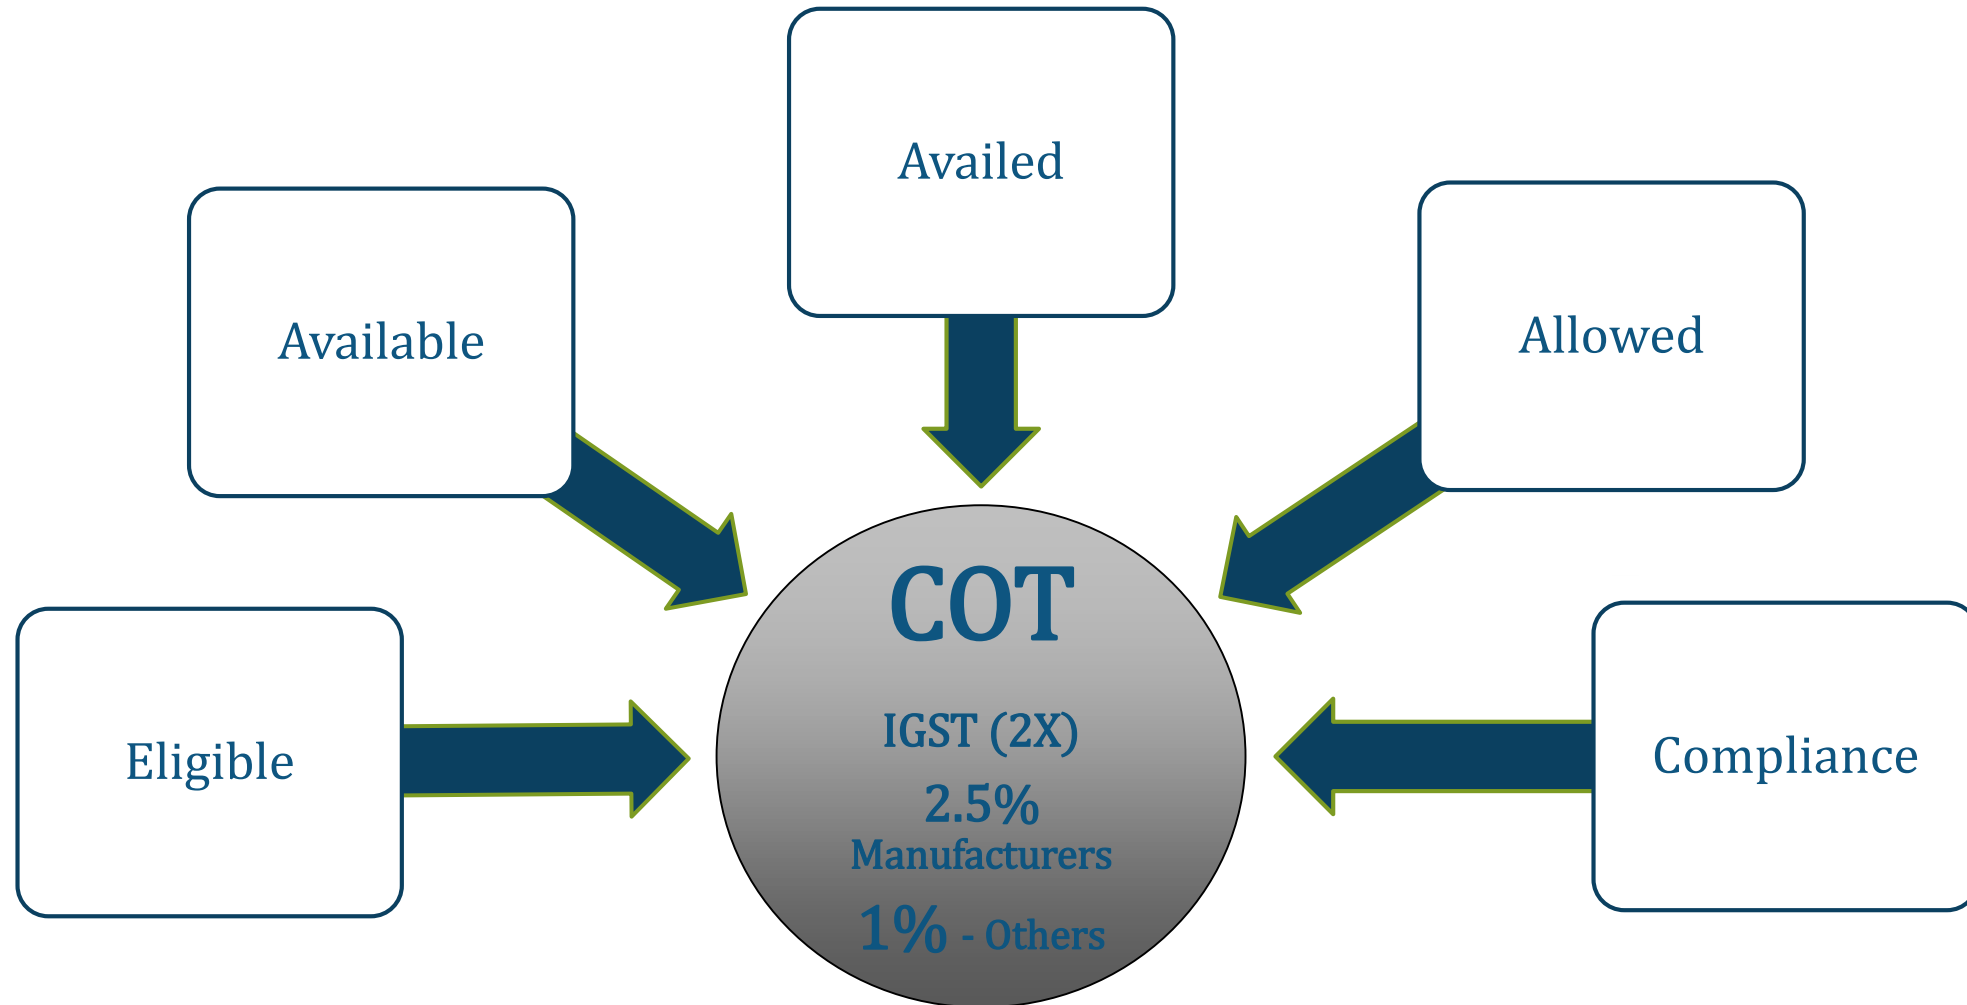 Availed
Available
Allowed
Eligible
COT
IGST (2X)
2.5%
Manufacturers
1% - Others
Compliance